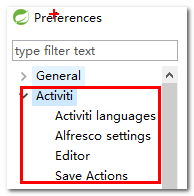 Preferences
type filter text
General
Activiti
Activiti languages
Alfresco settings
Editor
Save Actions